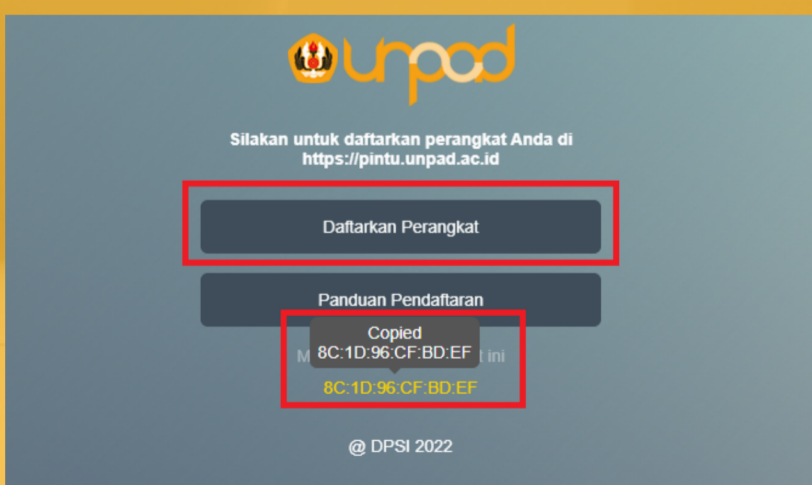 unpad
Silakan untuk daftarkan perangkat Anda di
https://pintu.unpad.ac.id
Daftarkan Perangkat
Panduan Pendaftaran
Copied
8C:1D:96:CF:BD:EF
M ini
8C:1D:96:CF:BD:EF
@ DPSI 2022